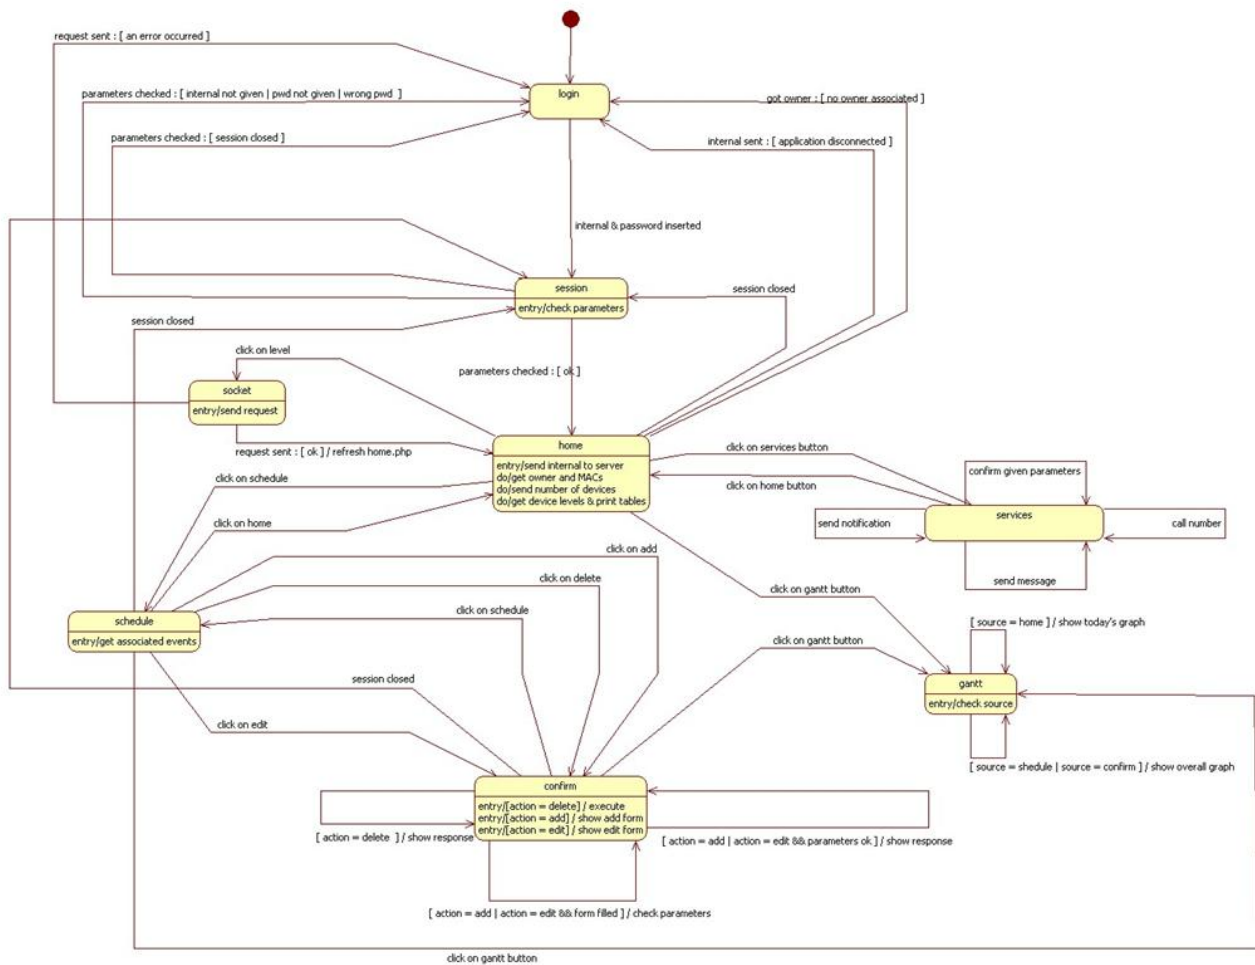 request sent : [ an error occurred ]
login
parameters checked : [ internal not given | pwd not given | wrong pwd  ]
got owner : [ no owner associated ]
parameters checked : [ session closed ]
internal sent : [ application disconnected ]
internal & password inserted
session
entry/check parameters
session closed
session closed
click on level
parameters checked : [ ok ]
socket
entry/send request
request sent : [ ok ] / refresh home.php
home
entry/send internal to server
do/get owner and MACs
do/send number of devices
do/get device levels & print tables
click on services button
click on home button
confirm given parameters
services
send notification
call number
send message
click on schedule
click on home
click on add
click on delete
click on gantt button
click on schedule
click on gantt button
schedule
entry/get associated events
[ source = home ] / show today's graph
gantt
entry/check source
session closed
click on edit
[ source = shedule | source = confirm ] / show overall graph
confirm
entry/[action = delete] / execute
entry/[action = add] / show add form
entry/[action = edit] / show edit form
[ action = delete  ] / show response
[ action = add | action = edit && parameters ok ] / show response
[ action = add | action = edit && form filled ] / check parameters
click on gantt button